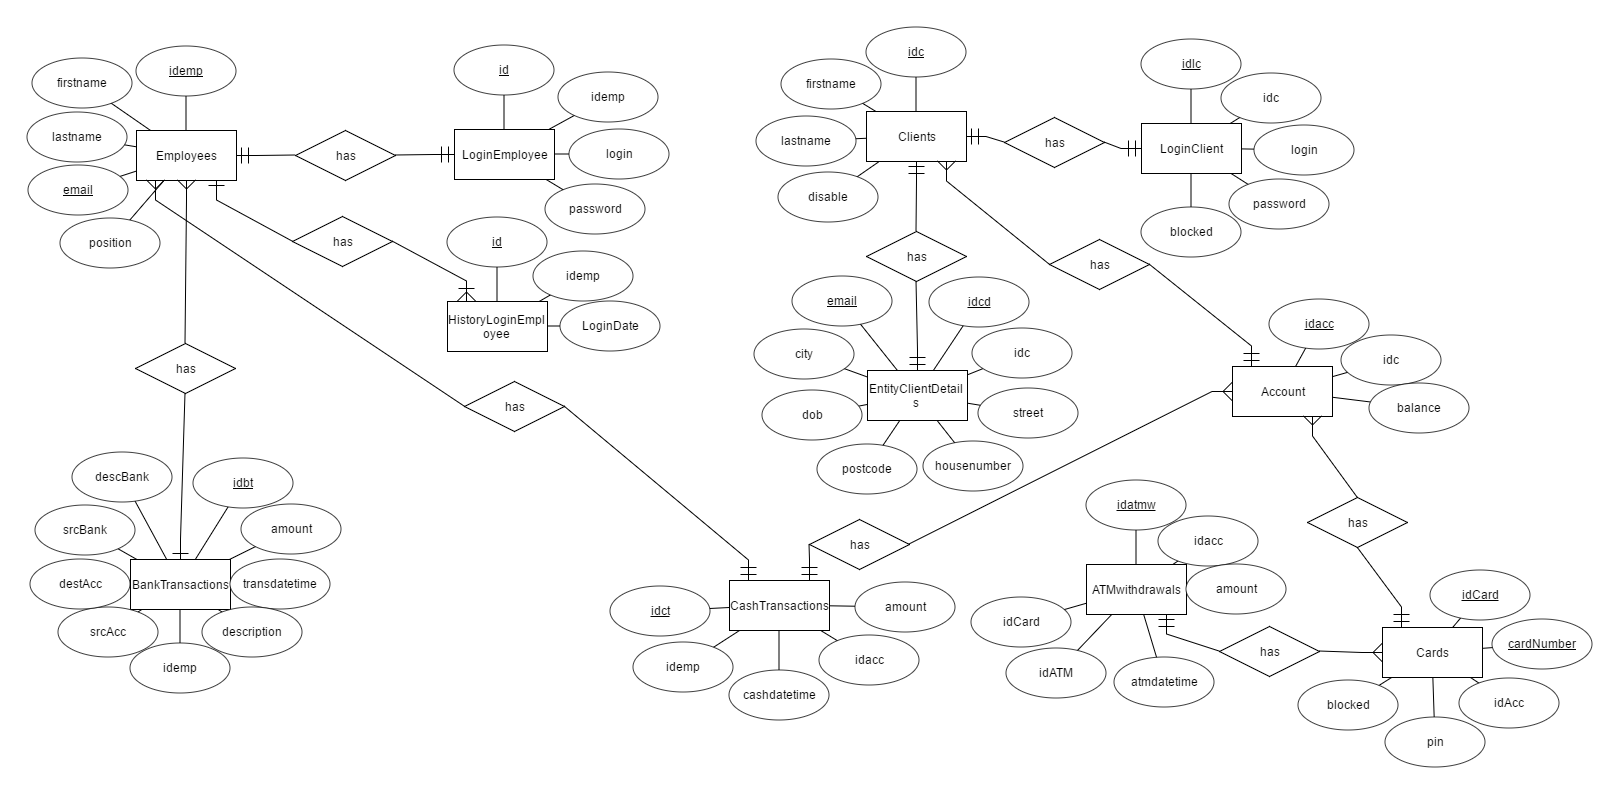 idemp
firstname
lastname
email
position
Employees
has
id
idemp
login
password
LoginEmployee
has
id
idemp
LoginDate
HistoryLoginEmpl
oyee
has
descBank
idbt
srcBank
amount
destAcc
BankTransactions
transdatetime
srcAcc
description
idemp
has
idct
CashTransactions
amount
idemp
idacc
cashdatetime
idc
firstname
lastname
disable
Clients
has
idlc
idc
login
password
blocked
LoginClient
has
email
idcd
city
idc
dob
EntityClientDetail
s
street
postcode
housenumber
has
idacc
idc
balance
Account
has
has
idatmw
idacc
ATMwithdrawals
amount
idCard
idATM
atmdatetime
has
idCard
cardNumber
Cards
blocked
idAcc
pin